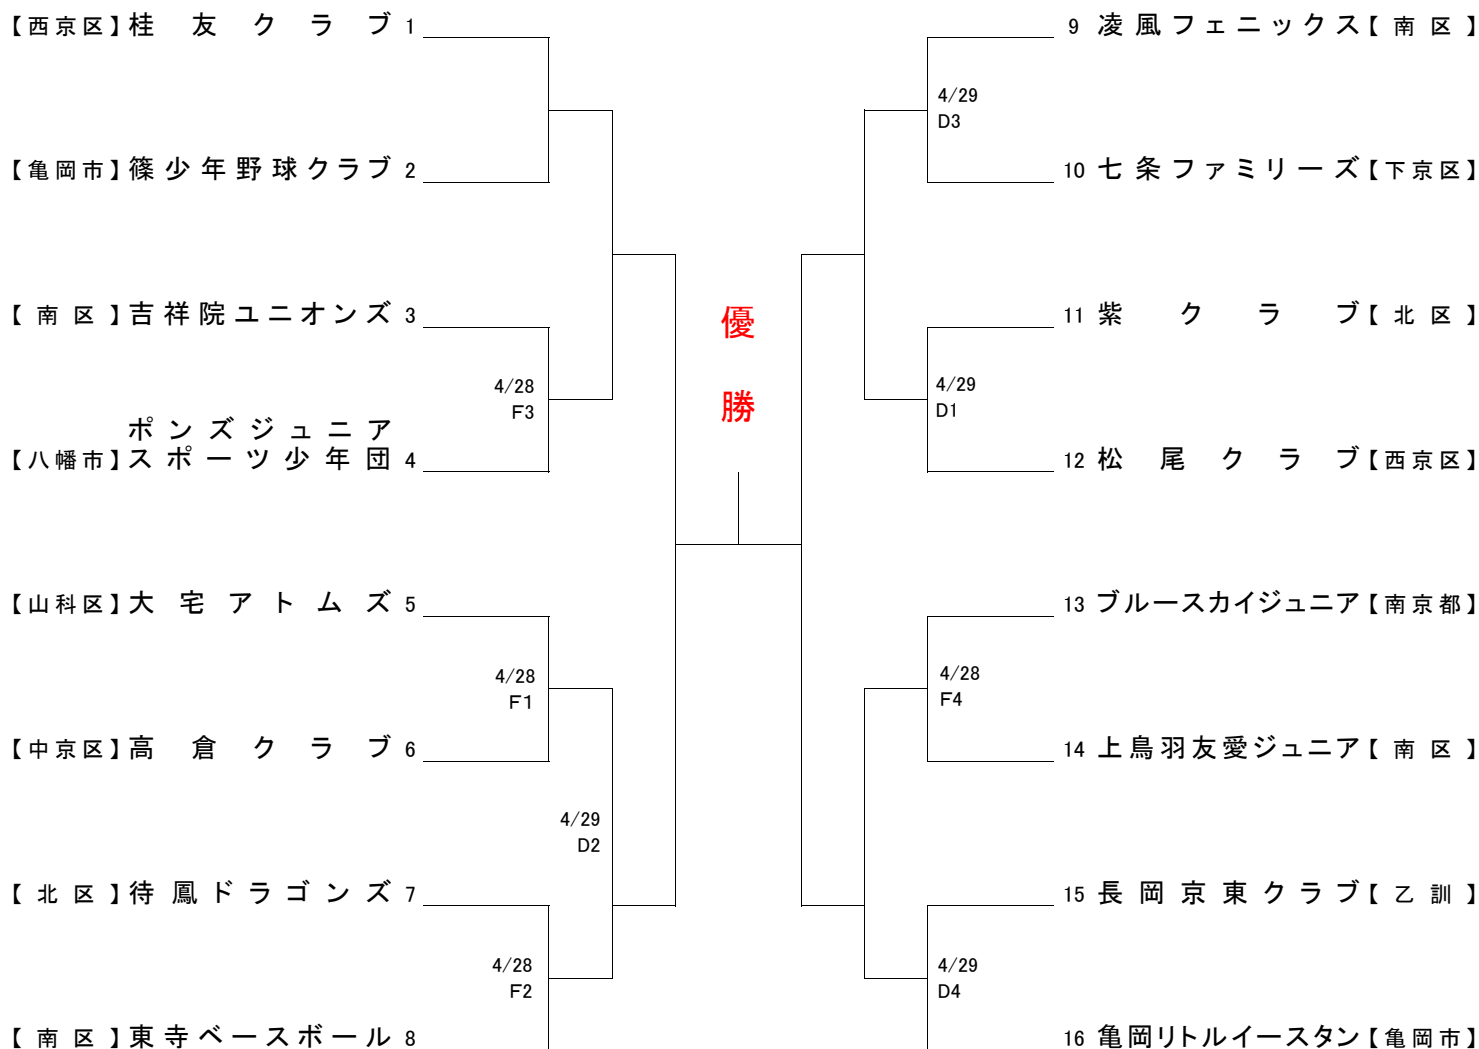 【西京区】桂友クラブ 1
【亀岡市】篠少年野球クラブ 2
【南区】吉祥院ユニオンズ 3
4/28
F3
ポンズジュニア
【八幡市】スポーツ少年団 4
【山科区】大宅アトムズ 5
4/28
F1
【中京区】高倉クラブ 6
4/29
D2
【北区】待鳳ドラゴンズ 7
4/28
F2
【南区】東寺ベースボール 8
優
勝
9 凌風フェニックス【南区】
4/29
D3
10 七条ファミリーズ【下京区】
11 紫クラブ【北区】
4/29
D1
12 松尾クラブ【西京区】
13 ブルースカイジュニア【南京都】
4/28
F4
14 上鳥羽友愛ジュニア【南区】
15 長岡京東クラブ【乙訓】
4/29
D4
16 亀岡リトルイースタン【亀岡市】